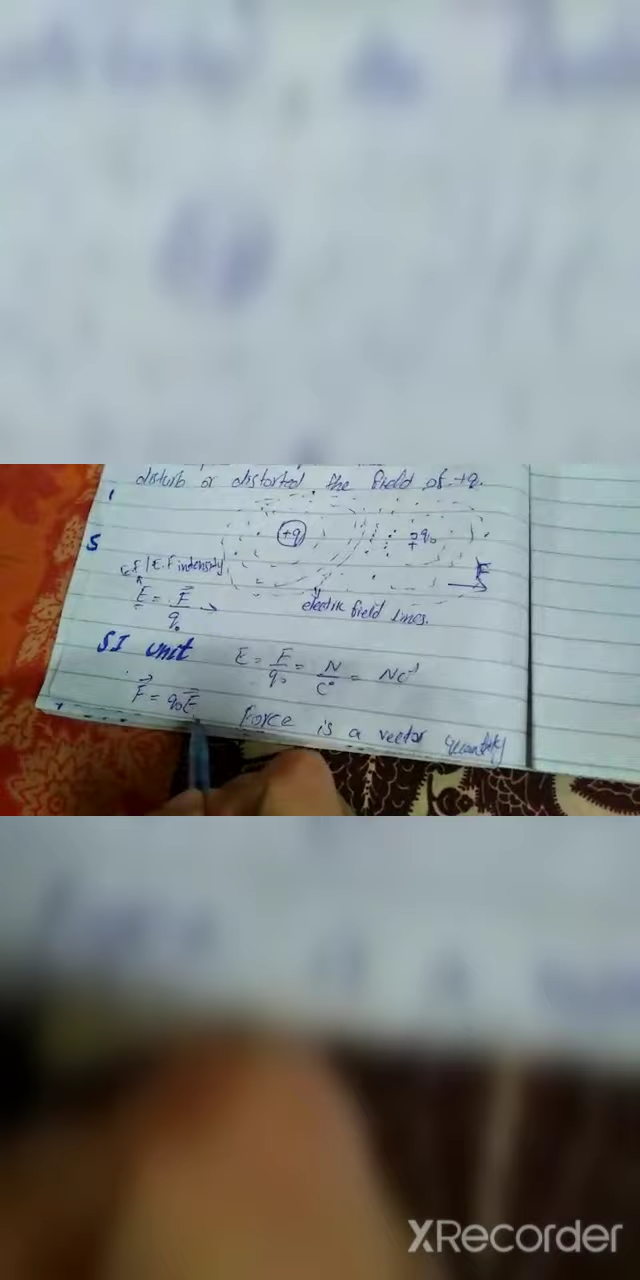 disturb or distorted the field of +q.
+q
+q₀
E | E.F intensity
E
E⃗ = F⃗ / q₀
electric field lines.
SI unit E = F/q₀ = N/C = NC⁻¹
F⃗ = q₀E⃗ Force is a vector quantity
XRecorder